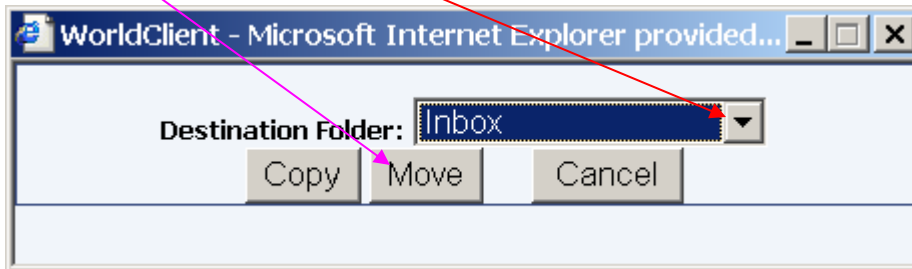 WorldClient - Microsoft Internet Explorer provided...
Destination Folder: Inbox
Copy Move Cancel